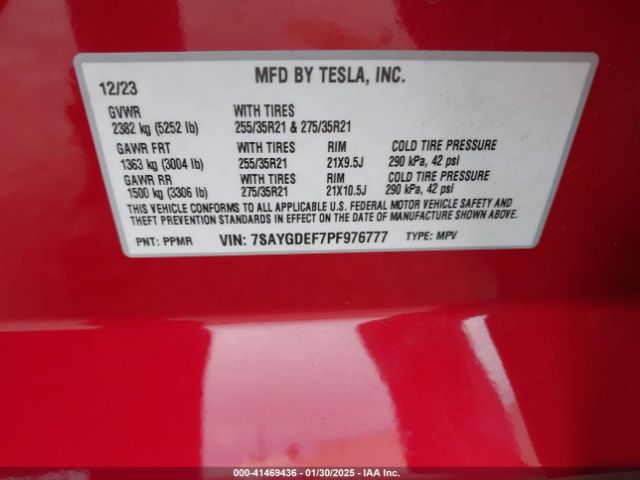 MFD BY TESLA, INC.
12/23
GVWR WITH TIRES
2382 kg (5252 lb) 255/35R21 & 275/35R21
GAWR FRT WITH TIRES RIM COLD TIRE PRESSURE
1363 kg (3004 lb) 255/35R21 21X9.5J 290 kPa, 42 psi
GAWR RR WITH TIRES RIM COLD TIRE PRESSURE
1500 kg (3306 lb) 275/35R21 21X10.5J 290 kPa, 42 psi
THIS VEHICLE CONFORMS TO ALL APPLICABLE U.S. FEDERAL MOTOR VEHICLE SAFETY AND
THEFT PREVENTION STANDARDS IN EFFECT ON THE DATE OF MANUFACTURE SHOWN ABOVE.
PNT: PPMR VIN: 7SAYGDEF7PF976777 TYPE: MPV
000-41469436 - 01/30/2025 - IAAI.CA